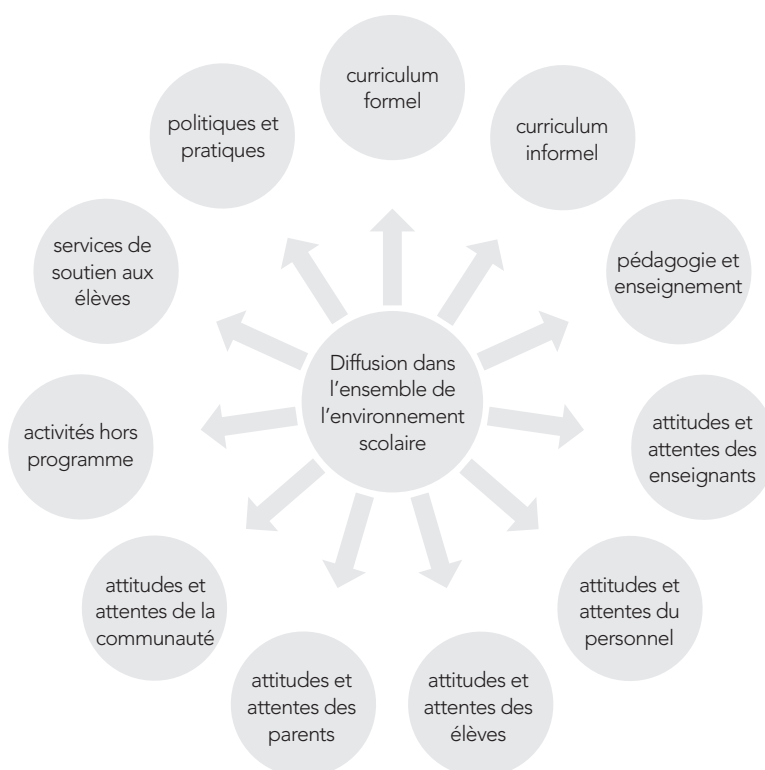 curriculum
formel
curriculum
informel
pédagogie et
enseignement
attitudes et
attentes des
enseignants
attitudes et
attentes du
personnel
attitudes et
attentes des
élèves
attitudes et
attentes des
parents
attitudes et
attentes de la
communauté
activités hors
programme
services de
soutien aux
élèves
politiques et
pratiques
Diffusion dans
l'ensemble de
l'environnement
scolaire